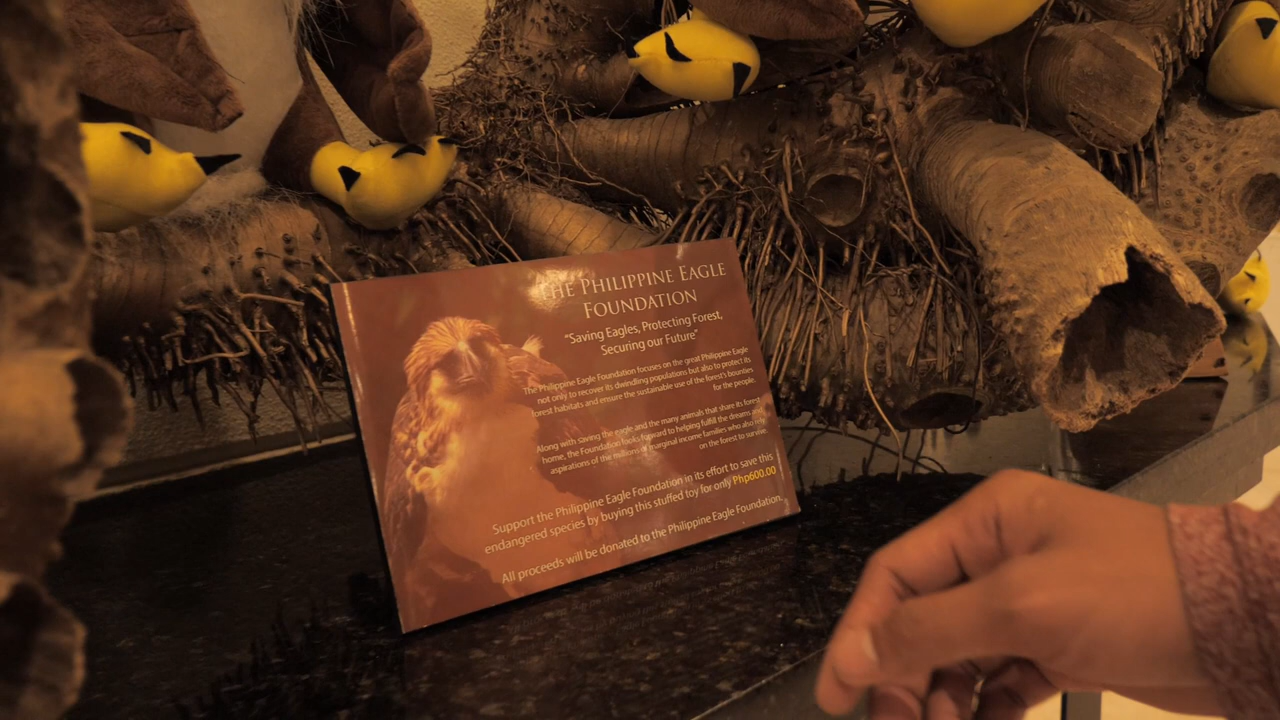 THE PHILIPPINE EAGLE
FOUNDATION
"Saving Eagles, Protecting Forest,
Securing our Future"
The Philippine Eagle Foundation focuses on the great Philippine Eagle
not only to recover its dwindling populations but also to protect its
forest habitats and ensure the sustainable use of the forest's bounties
for the people.
Along with saving the eagle and the many animals that share its forest
home, the Foundation looks forward to helping fulfill the dreams and
aspirations of the millions of marginal income families who also rely
on the forest to survive.
Support the Philippine Eagle Foundation in its effort to save this
endangered species by buying this stuffed toy for only Php600.00
All proceeds will be donated to the Philippine Eagle Foundation.